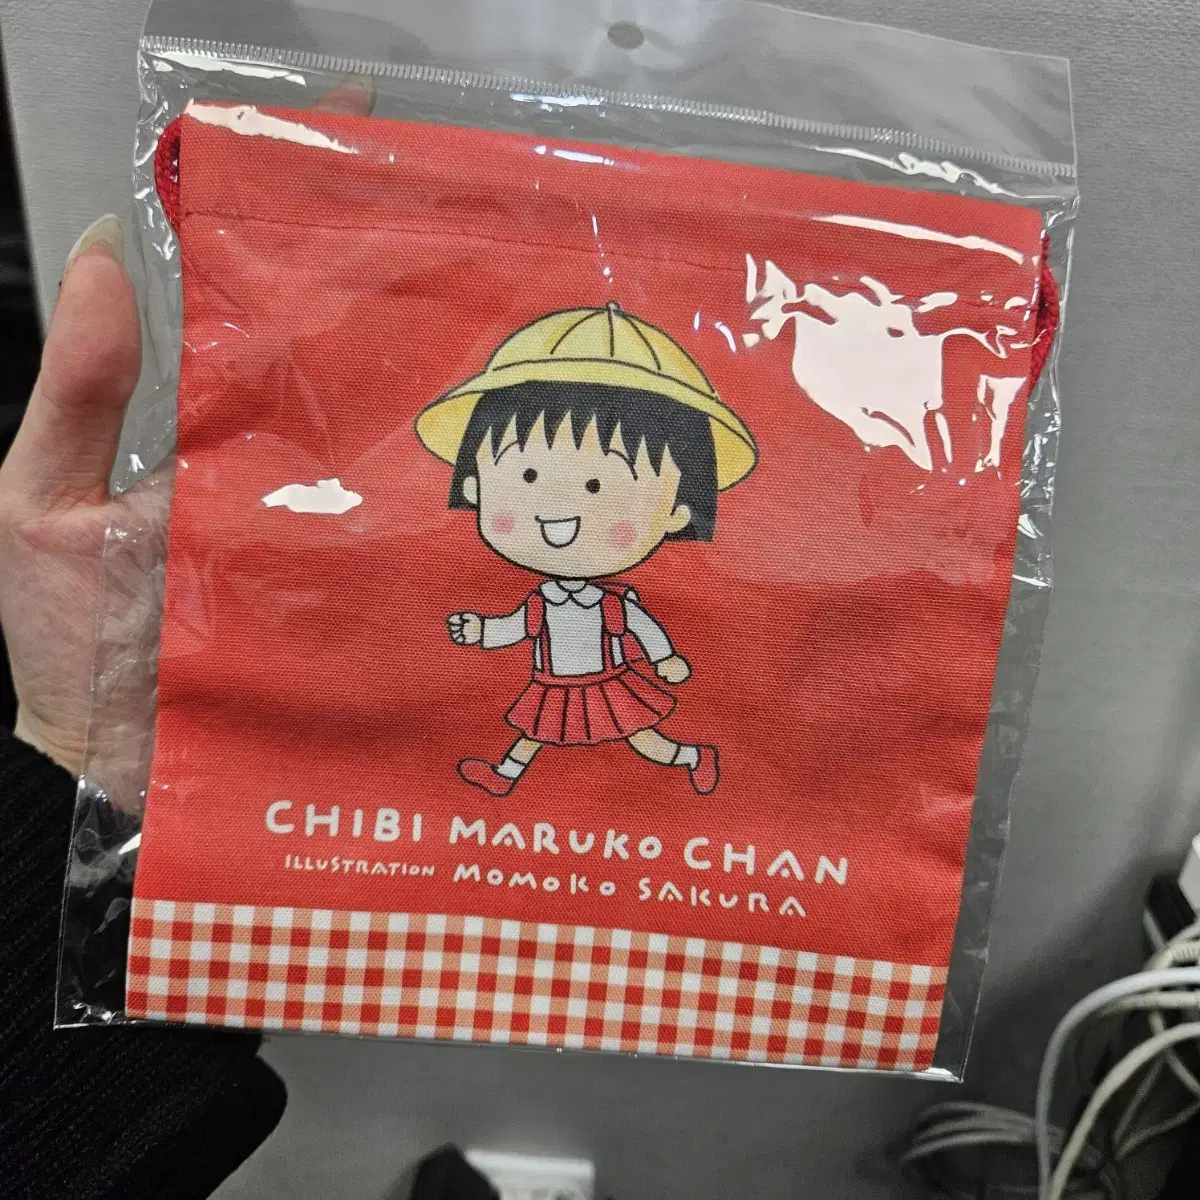 CHIBI MARUKO CHAN
ILLUSTRATION MOMOKO SAKURA